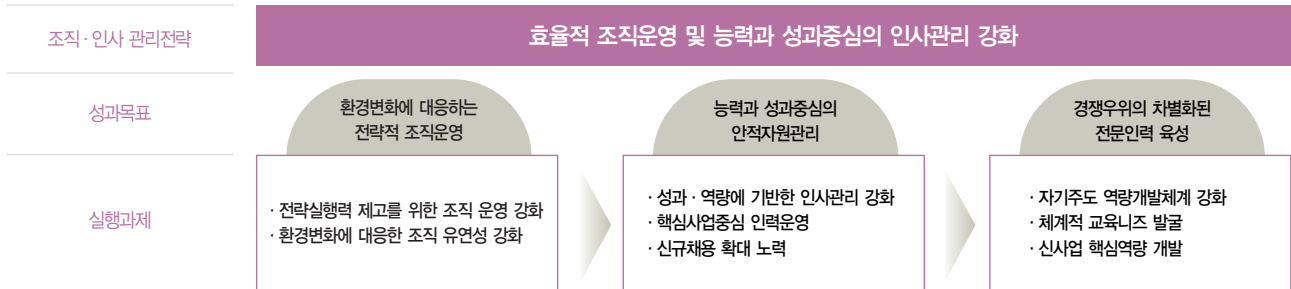 조직·인사 관리전략
효율적 조직운영 및 능력과 성과중심의 인사관리 강화
성과목표
환경변화에 대응하는
전략적 조직운영
능력과 성과중심의
안적자원관리
경쟁우위의 차별화된
전문인력 육성
실행과제
· 전략실행력 제고를 위한 조직 운영 강화
· 환경변화에 대응한 조직 유연성 강화
· 성과·역량에 기반한 인사관리 강화
· 핵심사업중심 인력운영
· 신규채용 확대 노력
· 자기주도 역량개발체계 강화
· 체계적 교육니즈 발굴
· 신사업 핵심역량 개발